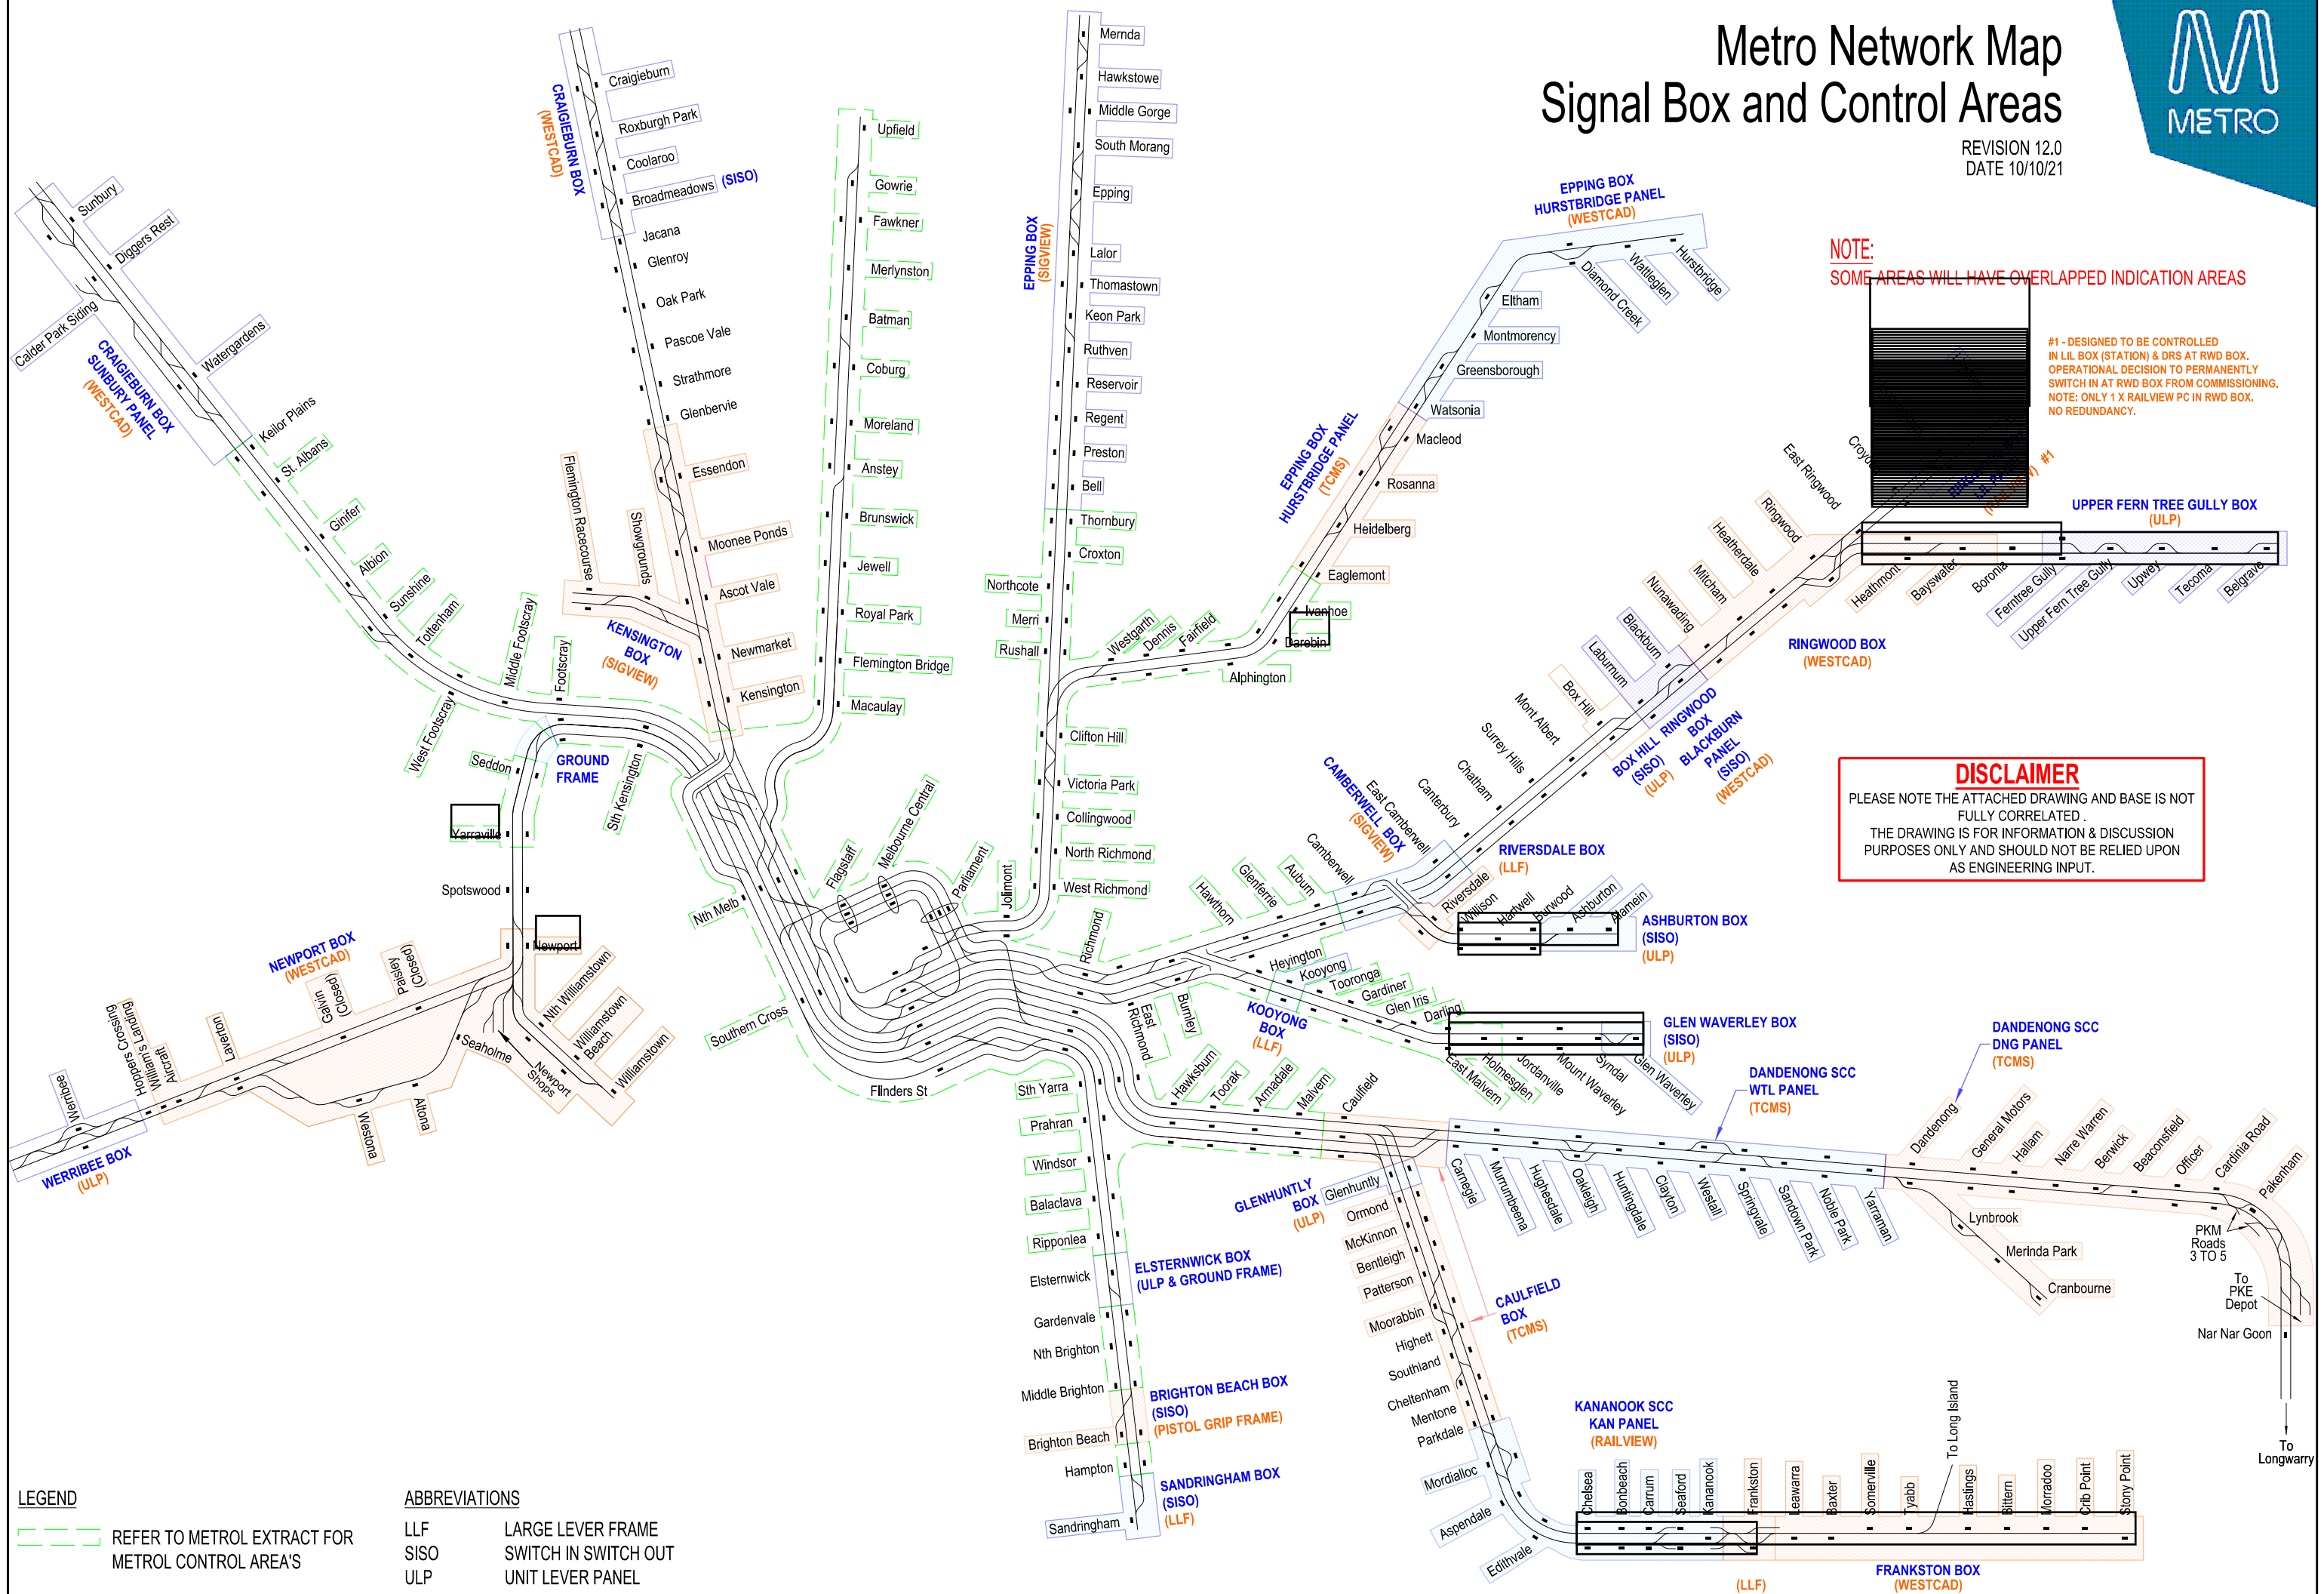 Metro Network Map
Signal Box and Control Areas
REVISION 12.0
DATE 10/10/21
METRO
NOTE:
SOME AREAS WILL HAVE OVERLAPPED INDICATION AREAS
#1 - DESIGNED TO BE CONTROLLED
IN LIL BOX (STATION) & DRS AT RWD BOX.
OPERATIONAL DECISION TO PERMANENTLY
SWITCH IN AT RWD BOX FROM COMMISSIONING.
NOTE: ONLY 1 X RAILVIEW PC IN RWD BOX.
NO REDUNDANCY.
#1
DISCLAIMER
PLEASE NOTE THE ATTACHED DRAWING AND BASE IS NOT
FULLY CORRELATED .
THE DRAWING IS FOR INFORMATION & DISCUSSION
PURPOSES ONLY AND SHOULD NOT BE RELIED UPON
AS ENGINEERING INPUT.
Sunbury
Diggers Rest
Calder Park Siding
Watergardens
CRAIGIEBURN BOX
SUNBURY PANEL
(WESTCAD)
Keilor Plains
St. Albans
Ginifer
Albion
Sunshine
Tottenham
West Footscray
Middle Footscray
Footscray
Sth Kensington
Seddon
GROUND
FRAME
Yarraville
Spotswood
Newport
NEWPORT BOX
(WESTCAD)
Paisley
(Closed)
Galvin
(Closed)
Laverton
Aircraft
William's Landing
Hoppers Crossing
Werribee
WERRIBEE BOX
(ULP)
Westona
Altona
Seaholme
Newport
Shops
Nth Williamstown
Williamstown
Beach
Williamstown
Craigieburn
Roxburgh Park
Coolaroo
Broadmeadows
(SISO)
CRAIGIEBURN BOX
(WESTCAD)
Jacana
Glenroy
Oak Park
Pascoe Vale
Strathmore
Glenbervie
Essendon
Moonee Ponds
Ascot Vale
Newmarket
Kensington
Flemington Racecourse
Showgrounds
KENSINGTON
BOX
(SIGVIEW)
Upfield
Gowrie
Fawkner
Merlynston
Batman
Coburg
Moreland
Anstey
Brunswick
Jewell
Royal Park
Flemington Bridge
Macaulay
Nth Melb
Southern Cross
Flagstaff
Melbourne Central
Parliament
Flinders St
Jolimont
Mernda
Hawkstowe
Middle Gorge
South Morang
Epping
Lalor
Thomastown
Keon Park
Ruthven
Reservoir
Regent
Preston
Bell
EPPING BOX
(SIGVIEW)
Thornbury
Croxton
Northcote
Merri
Rushall
Clifton Hill
Victoria Park
Collingwood
North Richmond
West Richmond
Westgarth
Dennis
Fairfield
Alphington
Darebin
Ivanhoe
Eaglemont
Heidelberg
Rosanna
Macleod
EPPING BOX
HURSTBRIDGE PANEL
(TCMS)
Watsonia
Greensborough
Montmorency
Eltham
Diamond Creek
Wattleglen
Hurstbridge
EPPING BOX
HURSTBRIDGE PANEL
(WESTCAD)
Richmond
East
Richmond
Burnley
Hawthorn
Glenferrie
Auburn
Camberwell
CAMBERWELL BOX
(SIGVIEW)
East Camberwell
Canterbury
Chatham
Surrey Hills
Mont Albert
Box Hill
BOX HILL
(SISO)
(ULP)
Laburnum
Blackburn
RINGWOOD
BOX
BLACKBURN
PANEL
(SISO)
(WESTCAD)
Nunawading
Mitcham
Heatherdale
Ringwood
RINGWOOD BOX
(WESTCAD)
East Ringwood
Heathmont
Bayswater
Boronia
Ferntree Gully
Upper Fern Tree Gully
Upwey
Tecoma
Belgrave
UPPER FERN TREE GULLY BOX
(ULP)
RIVERSDALE BOX
(LLF)
Riversdale
Willison
Hartwell
Burwood
Ashburton
Alamein
ASHBURTON BOX
(SISO)
(ULP)
Heyington
Kooyong
KOOYONG
BOX
(LLF)
Tooronga
Gardiner
Glen Iris
Darling
East Malvern
Holmesglen
Jordanville
Mount Waverley
Syndal
Glen Waverley
GLEN WAVERLEY BOX
(SISO)
(ULP)
Sth Yarra
Prahran
Windsor
Balaclava
Ripponlea
Elsternwick
ELSTERNWICK BOX
(ULP & GROUND FRAME)
Gardenvale
Nth Brighton
Middle Brighton
Brighton Beach
BRIGHTON BEACH BOX
(SISO)
(PISTOL GRIP FRAME)
Hampton
Sandringham
SANDRINGHAM BOX
(SISO)
(LLF)
Hawksburn
Toorak
Armadale
Malvern
Caulfield
GLENHUNTLY
BOX
(ULP)
Glenhuntly
Ormond
McKinnon
Bentleigh
Patterson
Moorabbin
Highett
Southland
Cheltenham
Mentone
Parkdale
CAULFIELD
BOX
(TCMS)
Mordialloc
Aspendale
Edithvale
Chelsea
Bonbeach
Carrum
Seaford
Kananook
KANANOOK SCC
KAN PANEL
(RAILVIEW)
Frankston
(LLF)
Leawarra
Baxter
Somerville
Tyabb
To Long Island
Hastings
Bittern
Morradoo
Crib Point
Stony Point
FRANKSTON BOX
(WESTCAD)
Carnegie
Murrumbeena
Hughesdale
Oakleigh
Huntingdale
Clayton
Westall
Springvale
Sandown Park
Noble Park
Yarraman
DANDENONG SCC
WTL PANEL
(TCMS)
DANDENONG SCC
DNG PANEL
(TCMS)
Dandenong
General Motors
Hallam
Narre Warren
Berwick
Beaconsfield
Officer
Cardinia Road
Pakenham
Lynbrook
Merinda Park
Cranbourne
PKM
Roads
3 TO 5
To
PKE
Depot
Nar Nar Goon
To
Longwarry
LEGEND
REFER TO METROL EXTRACT FOR
METROL CONTROL AREA'S
ABBREVIATIONS
LLF LARGE LEVER FRAME
SISO SWITCH IN SWITCH OUT
ULP UNIT LEVER PANEL